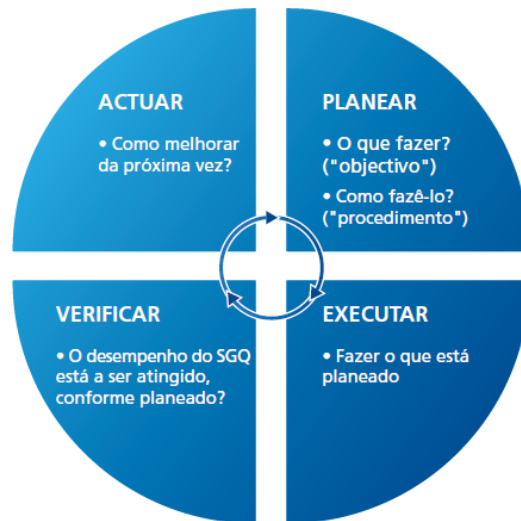 ACTUAR
• Como melhorar
da próxima vez?
PLANEAR
• O que fazer?
("objectivo")
• Como fazê-lo?
("procedimento")
VERIFICAR
• O desempenho do SGQ
está a ser atingido,
conforme planeado?
EXECUTAR
• Fazer o que está
planeado